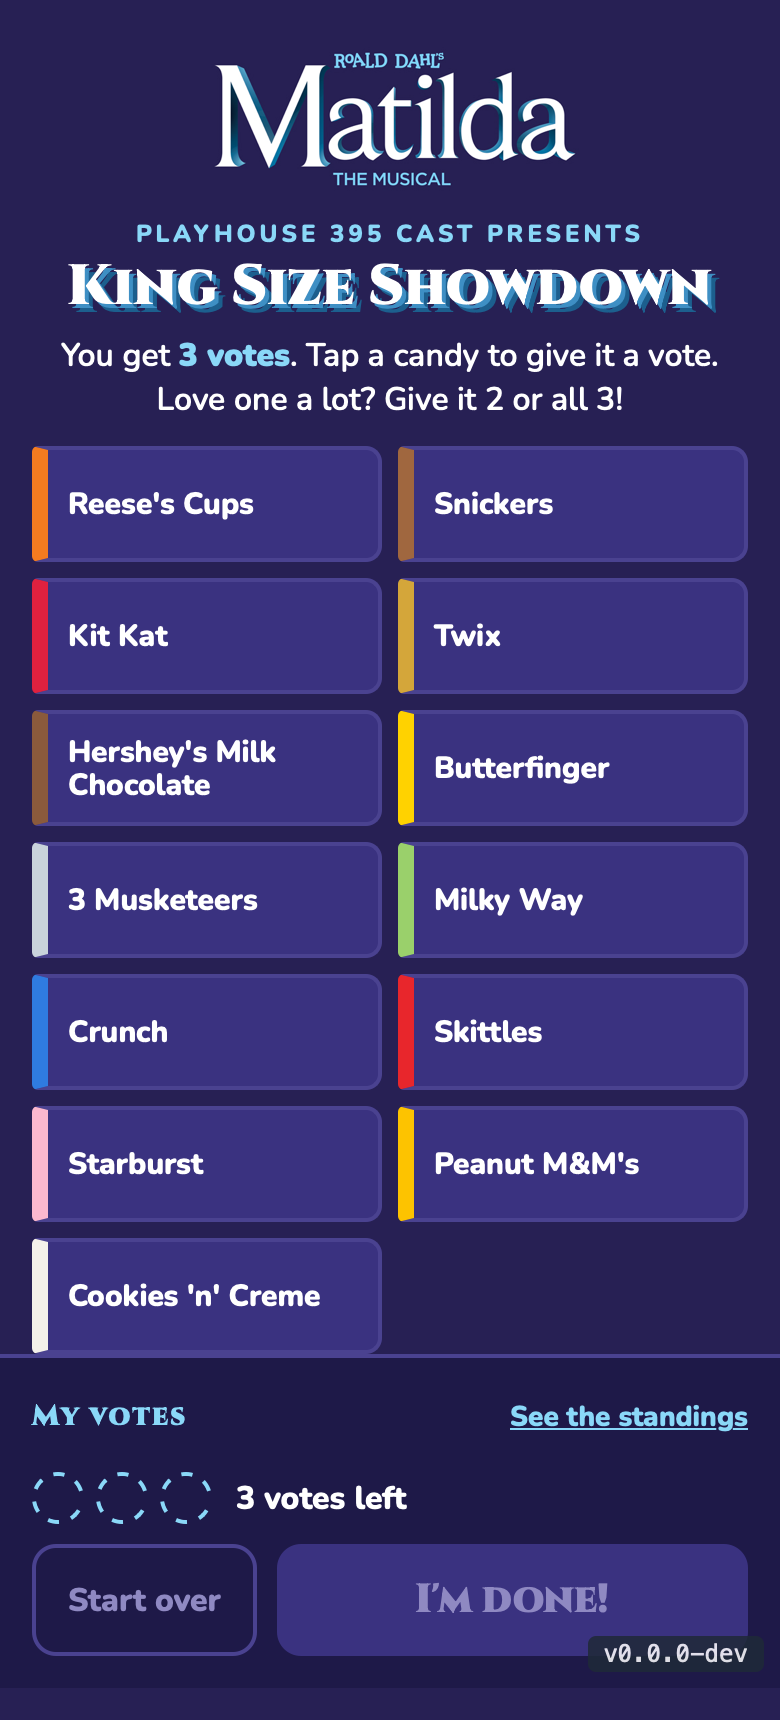 ROALD DAHL'S
Matilda
THE MUSICAL
PLAYHOUSE 395 CAST PRESENTS
King Size Showdown
You get 3 votes. Tap a candy to give it a vote.
Love one a lot? Give it 2 or all 3!
Reese's Cups
Snickers
Kit Kat
Twix
Hershey's Milk
Chocolate
Butterfinger
3 Musketeers
Milky Way
Crunch
Skittles
Starburst
Peanut M&M's
Cookies 'n' Creme
My votes
See the standings
3 votes left
Start over
I'm done!
v0.0.0-dev